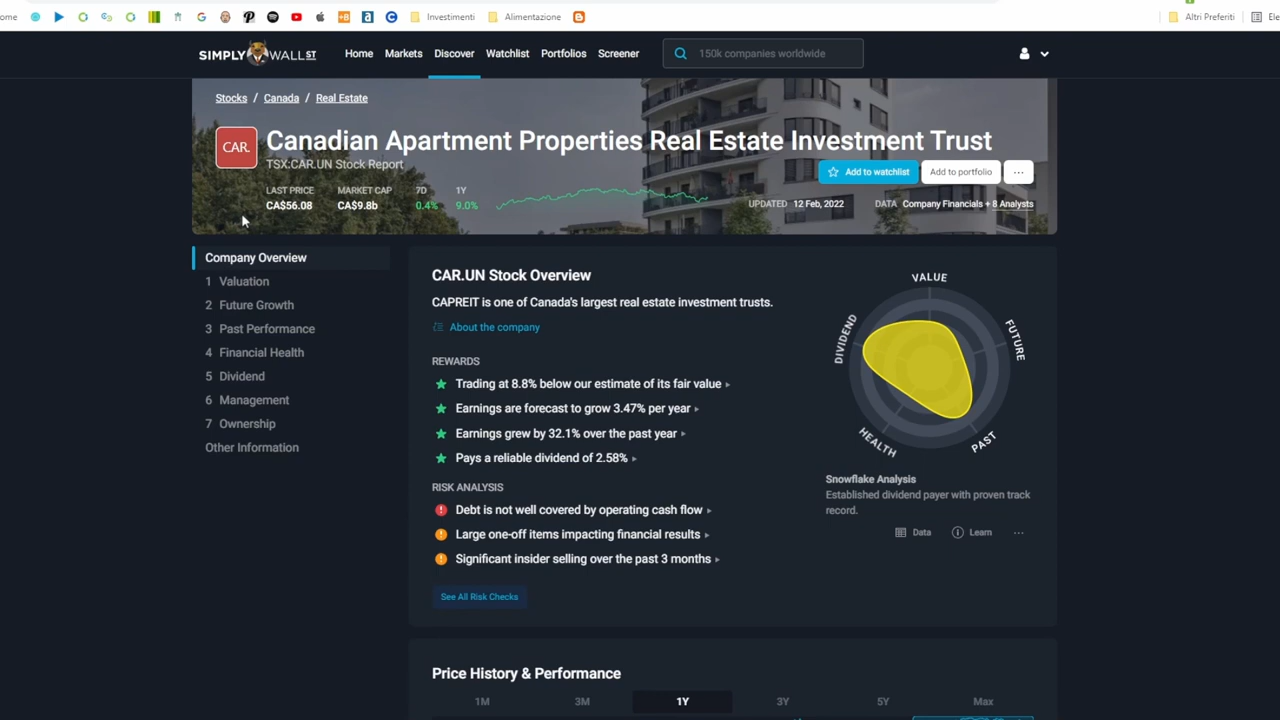 ome
Investimenti
Alimentazione
Altri Preferiti
Ele
SIMPLY WALL ST
Home
Markets
Discover
Watchlist
Portfolios
Screener
150k companies worldwide
Stocks / Canada / Real Estate
CAR.
Canadian Apartment Properties Real Estate Investment Trust
TSX:CAR.UN Stock Report
Add to watchlist
Add to portfolio
...
LAST PRICE
CA$56.08
MARKET CAP
CA$9.8b
7D
0.4%
1Y
9.0%
UPDATED 12 Feb, 2022
DATA Company Financials + 8 Analysts
Company Overview
1 Valuation
2 Future Growth
3 Past Performance
4 Financial Health
5 Dividend
6 Management
7 Ownership
Other Information
CAR.UN Stock Overview
CAPREIT is one of Canada's largest real estate investment trusts.
About the company
REWARDS
Trading at 8.8% below our estimate of its fair value
Earnings are forecast to grow 3.47% per year
Earnings grew by 32.1% over the past year
Pays a reliable dividend of 2.58%
RISK ANALYSIS
Debt is not well covered by operating cash flow
Large one-off items impacting financial results
Significant insider selling over the past 3 months
See All Risk Checks
VALUE
FUTURE
PAST
HEALTH
DIVIDEND
Snowflake Analysis
Established dividend payer with proven track
record.
Data
Learn
...
Price History & Performance
1M
3M
1Y
3Y
5Y
Max